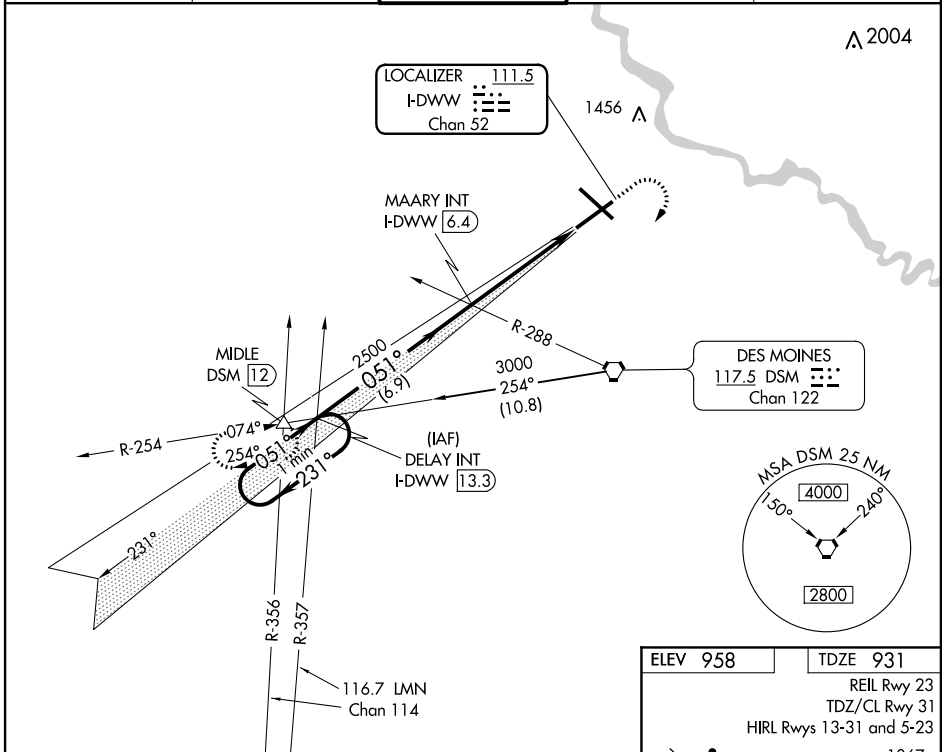 2004
LOCALIZER 111.5
I-DWW
Chan 52
1456
MAARY INT
I-DWW 6.4
R-288
MIDLE
DSM 12
2500
051°
(6.9)
3000
254°
(10.8)
DES MOINES
117.5 DSM
Chan 122
R-254
074°
254°
051°
1 min
231°
(IAF)
DELAY INT
I-DWW 13.3
231°
MSA DSM 25 NM
4000
150°
240°
2800
R-356
R-357
116.7 LMN
Chan 114
ELEV 958
TDZE 931
REIL Rwy 23
TDZ/CL Rwy 31
HIRL Rwys 13-31 and 5-23